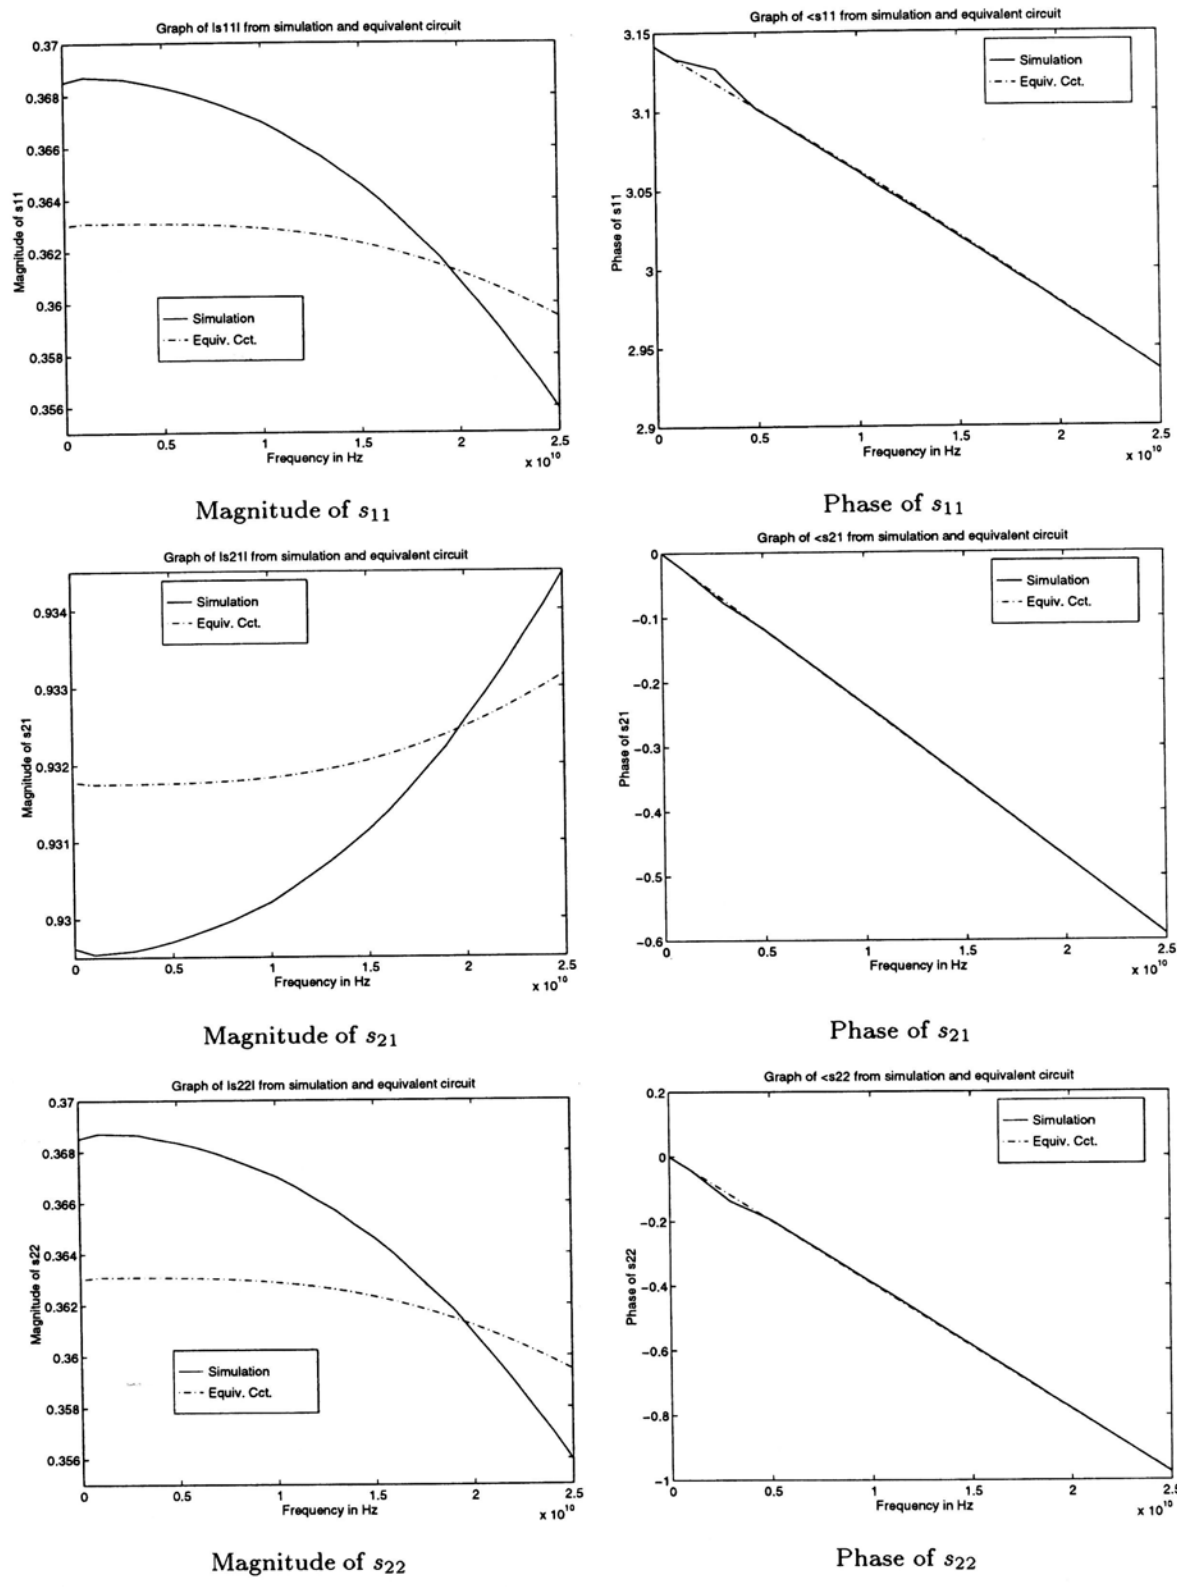 Graph of |s11| from simulation and equivalent circuit
0.37
0.368
0.366
0.364
0.362
0.36
0.358
0.356
Magnitude of s11
Simulation
Equiv. Cct.
0
0.5
1
1.5
2
2.5
Frequency in Hz
x 10^10
Magnitude of s11
Graph of <s11 from simulation and equivalent circuit
3.15
3.1
3.05
3
2.95
2.9
Phase of s11
Simulation
Equiv. Cct.
0
0.5
1
1.5
2
2.5
Frequency in Hz
x 10^10
Phase of s11
Graph of |s21| from simulation and equivalent circuit
0.934
0.933
0.932
0.931
0.93
Magnitude of s21
Simulation
Equiv. Cct.
0
0.5
1
1.5
2
2.5
Frequency in Hz
x 10^10
Magnitude of s21
Graph of <s21 from simulation and equivalent circuit
0
−0.1
−0.2
−0.3
−0.4
−0.5
−0.6
Phase of s21
Simulation
Equiv. Cct.
0
0.5
1
1.5
2
2.5
Frequency in Hz
x 10^10
Phase of s21
Graph of |s22| from simulation and equivalent circuit
0.37
0.368
0.366
0.364
0.362
0.36
0.358
0.356
Magnitude of s22
Simulation
Equiv. Cct.
0
0.5
1
1.5
2
2.5
Frequency in Hz
x 10^10
Magnitude of s22
Graph of <s22 from simulation and equivalent circuit
0.2
0
−0.2
−0.4
−0.6
−0.8
−1
Phase of s22
Simulation
Equiv. Cct.
0
0.5
1
1.5
2
2.5
Frequency in Hz
x 10^10
Phase of s22